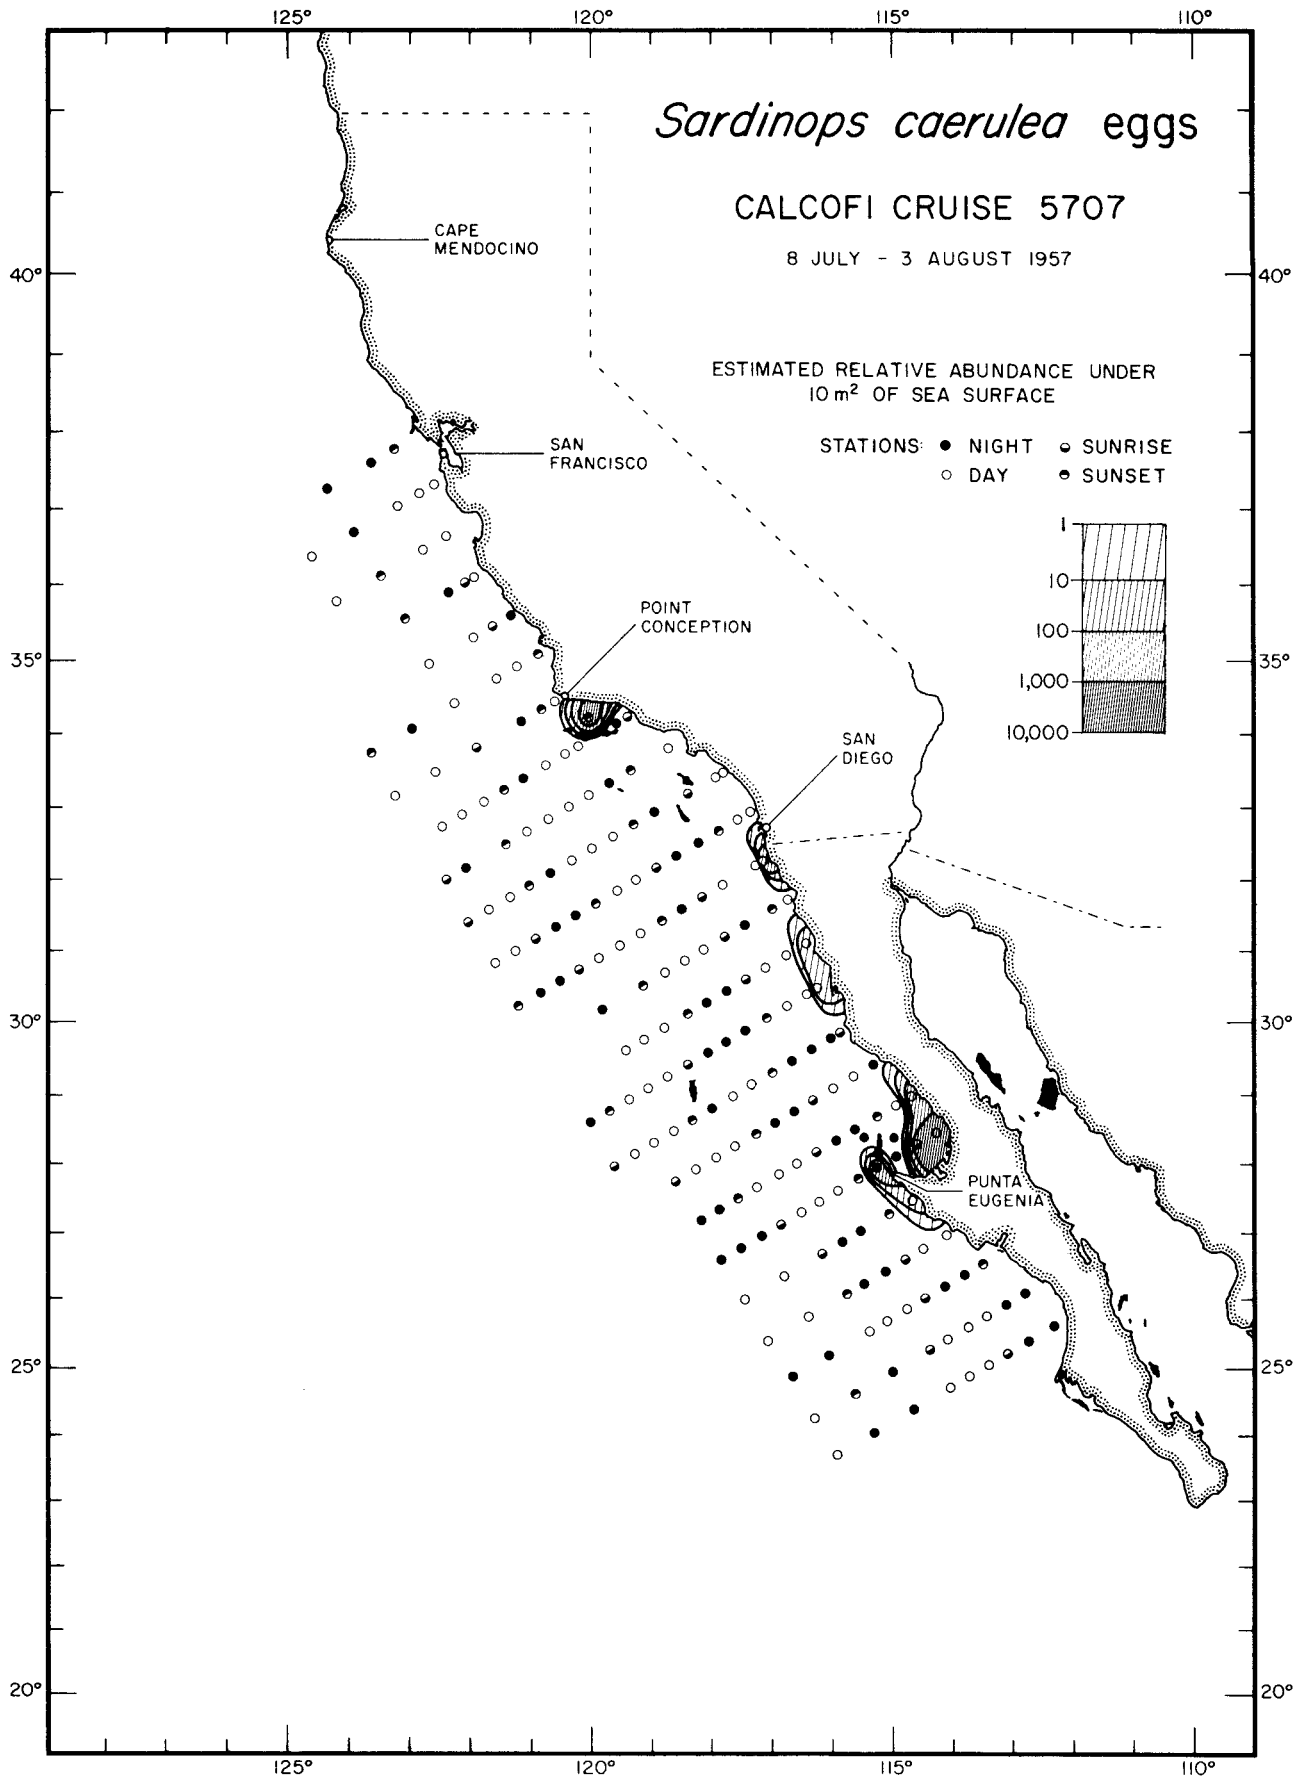 125° 120° 115° 110°
Sardinops caerulea eggs
CALCOFI CRUISE 5707
8 JULY - 3 AUGUST 1957
CAPE
MENDOCINO
40° 40°
ESTIMATED RELATIVE ABUNDANCE UNDER
10 m² OF SEA SURFACE
STATIONS: ● NIGHT ◒ SUNRISE
○ DAY ◓ SUNSET
SAN
FRANCISCO
1
10
100
1,000
10,000
POINT
CONCEPTION
35° 35°
SAN
DIEGO
30° 30°
PUNTA
EUGENIA
25° 25°
20° 20°
125° 120° 115° 110°